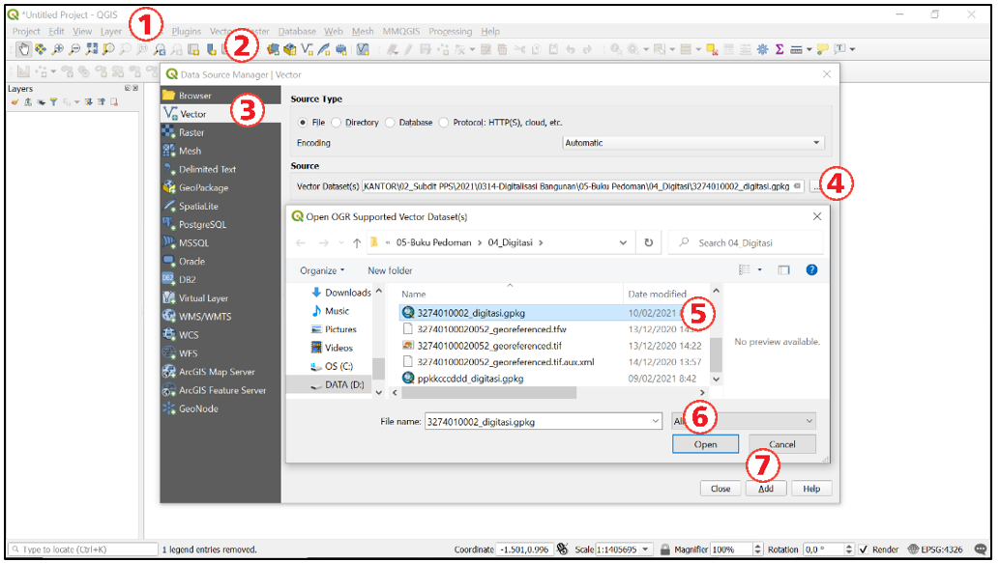 *Untitled Project - QGIS
1
Project Edit View Layer Plugins Vector Raster Database Web Mesh MMQGIS Processing Help
2
Layers
Data Source Manager | Vector
Browser
Vector
3
Raster
Mesh
Delimited Text
GeoPackage
SpatiaLite
PostgreSQL
MSSQL
Oracle
DB2
Virtual Layer
WMS/WMTS
WCS
WFS
ArcGIS Map Server
ArcGIS Feature Server
GeoNode
Source Type
File Directory Database Protocol: HTTP(S), cloud, etc.
Encoding Automatic
Source
Vector Dataset(s) KANTOR\02_Subdit PPS\2021\0314-Digitalisasi Bangunan\05-Buku Pedoman\04_Digitasi\3274010002_digitasi.gpkg ...
4
Open OGR Supported Vector Dataset(s)
« 05-Buku Pedoman > 04_Digitasi > Search 04_Digitasi
Organize New folder
Downloads
Music
Pictures
Videos
OS (C:)
DATA (D:)
Name Date modified
3274010002_digitasi.gpkg 10/02/2021
5
32740100020052_georeferenced.tfw 13/12/2020
32740100020052_georeferenced.tif 13/12/2020 14:22
32740100020052_georeferenced.tif.aux.xml 14/12/2020 13:57
ppkkcccddd_digitasi.gpkg 09/02/2021 8:42
No preview available.
File name: 3274010002_digitasi.gpkg
6
Open Cancel
7
Close Add Help
Type to locate (Ctrl+K) 1 legend entries removed. Coordinate -1.501,0.996 Scale 1:1405695 Magnifier 100% Rotation 0,0 ° Render EPSG:4326